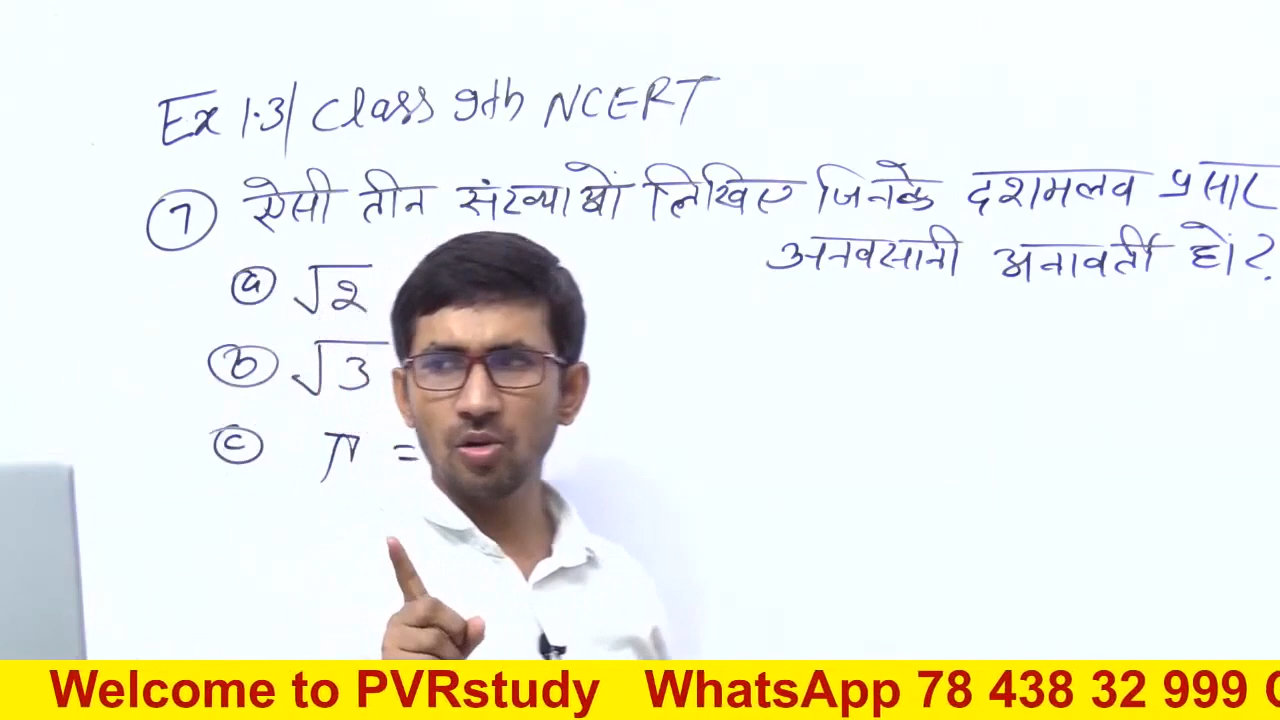 Ex 1.3| Class 9th NCERT
7 ऐसी तीन संख्याओं लिखिए जिनके दशमलव प्रसार
अनवसानी अनावर्ती हों?
a √2
b √3
c π =
Welcome to PVRstudy WhatsApp 78 438 32 999